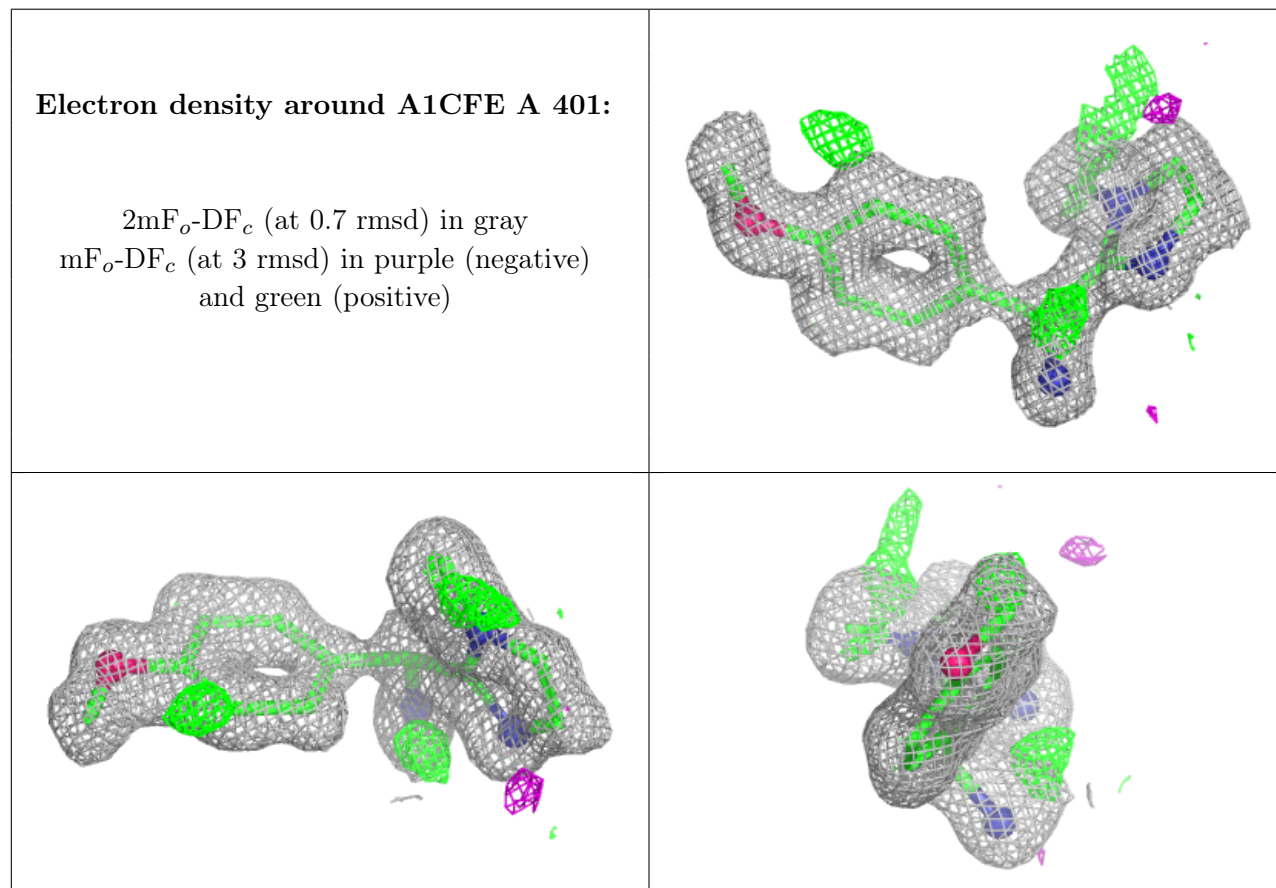 Electron density around A1CFE A 401:
2mFo-DFc (at 0.7 rmsd) in gray
mFo-DFc (at 3 rmsd) in purple (negative)
and green (positive)